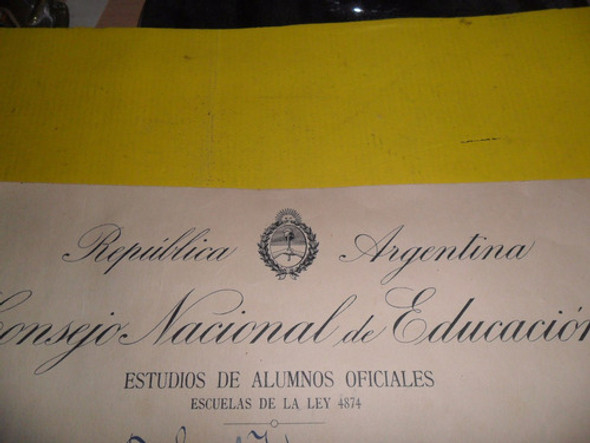 República Argentina
Consejo Nacional de Educación
ESTUDIOS DE ALUMNOS OFICIALES
ESCUELAS DE LA LEY 4874